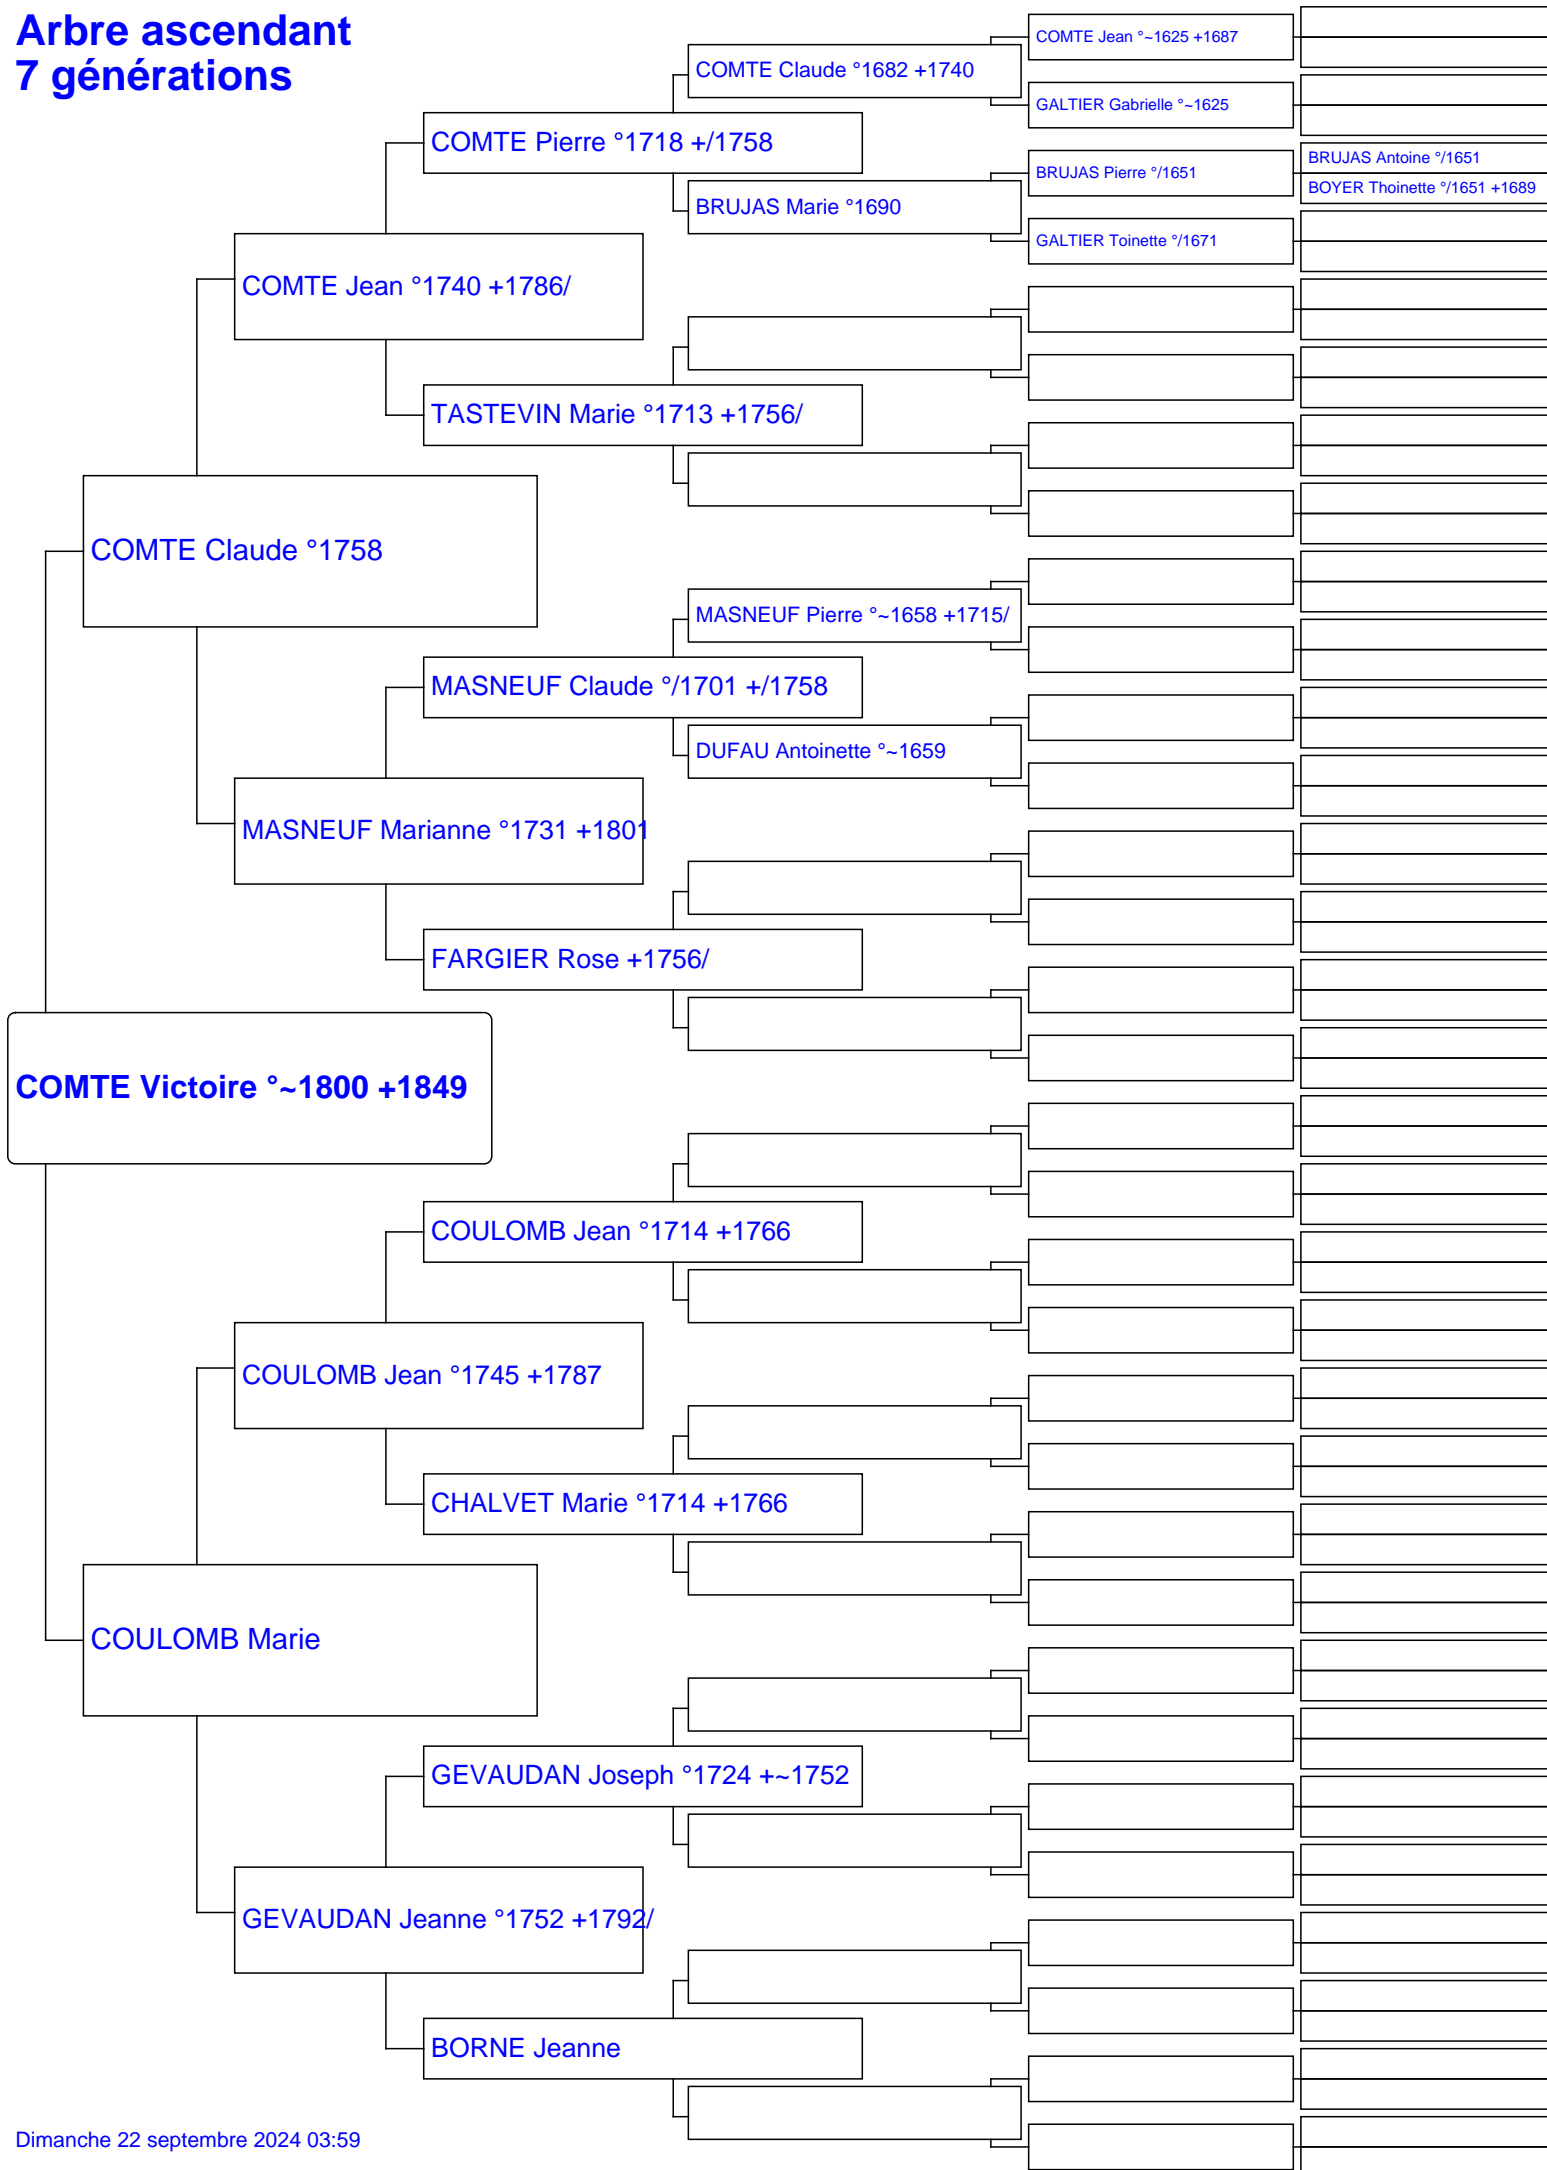 Arbre ascendant
7 générations
COMTE Jean °~1625 +1687
COMTE Claude °1682 +1740
GALTIER Gabrielle °~1625
COMTE Pierre °1718 +/1758
BRUJAS Antoine °/1651
BRUJAS Pierre °/1651
BOYER Thoinette °/1651 +1689
BRUJAS Marie °1690
GALTIER Toinette °/1671
COMTE Jean °1740 +1786/
TASTEVIN Marie °1713 +1756/
COMTE Claude °1758
MASNEUF Pierre °~1658 +1715/
MASNEUF Claude °/1701 +/1758
DUFAU Antoinette °~1659
MASNEUF Marianne °1731 +1801
FARGIER Rose +1756/
COMTE Victoire °~1800 +1849
COULOMB Jean °1714 +1766
COULOMB Jean °1745 +1787
CHALVET Marie °1714 +1766
COULOMB Marie
GEVAUDAN Joseph °1724 +~1752
GEVAUDAN Jeanne °1752 +1792/
BORNE Jeanne
Dimanche 22 septembre 2024 03:59